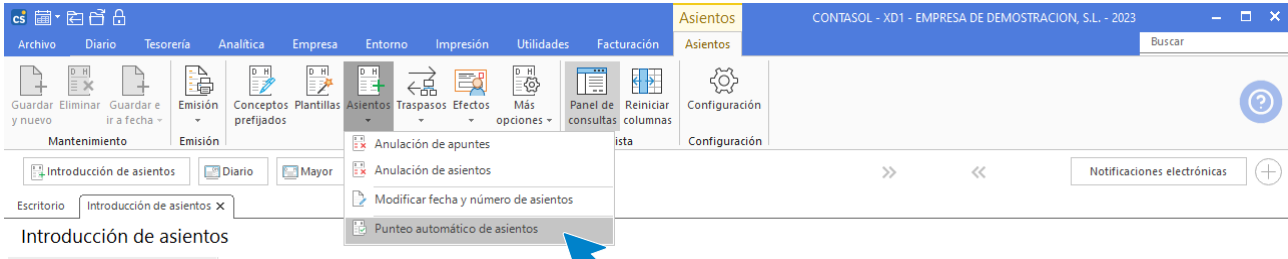 cs
Asientos
CONTASOL - XD1 - EMPRESA DE DEMOSTRACION, S.L. - 2023
Archivo Diario Tesorería Analítica Empresa Entorno Impresión Utilidades Facturación Asientos Buscar
Guardar y nuevo
Eliminar
Guardar e ir a fecha
Emisión
Conceptos prefijados
Plantillas
Asientos
Traspasos
Efectos
Más opciones
Panel de consultas
Reiniciar columnas
Configuración
Mantenimiento Emisión ista Configuración
Anulación de apuntes
Anulación de asientos
Modificar fecha y número de asientos
Punteo automático de asientos
Introducción de asientos Diario Mayor Notificaciones electrónicas
Escritorio Introducción de asientos
Introducción de asientos